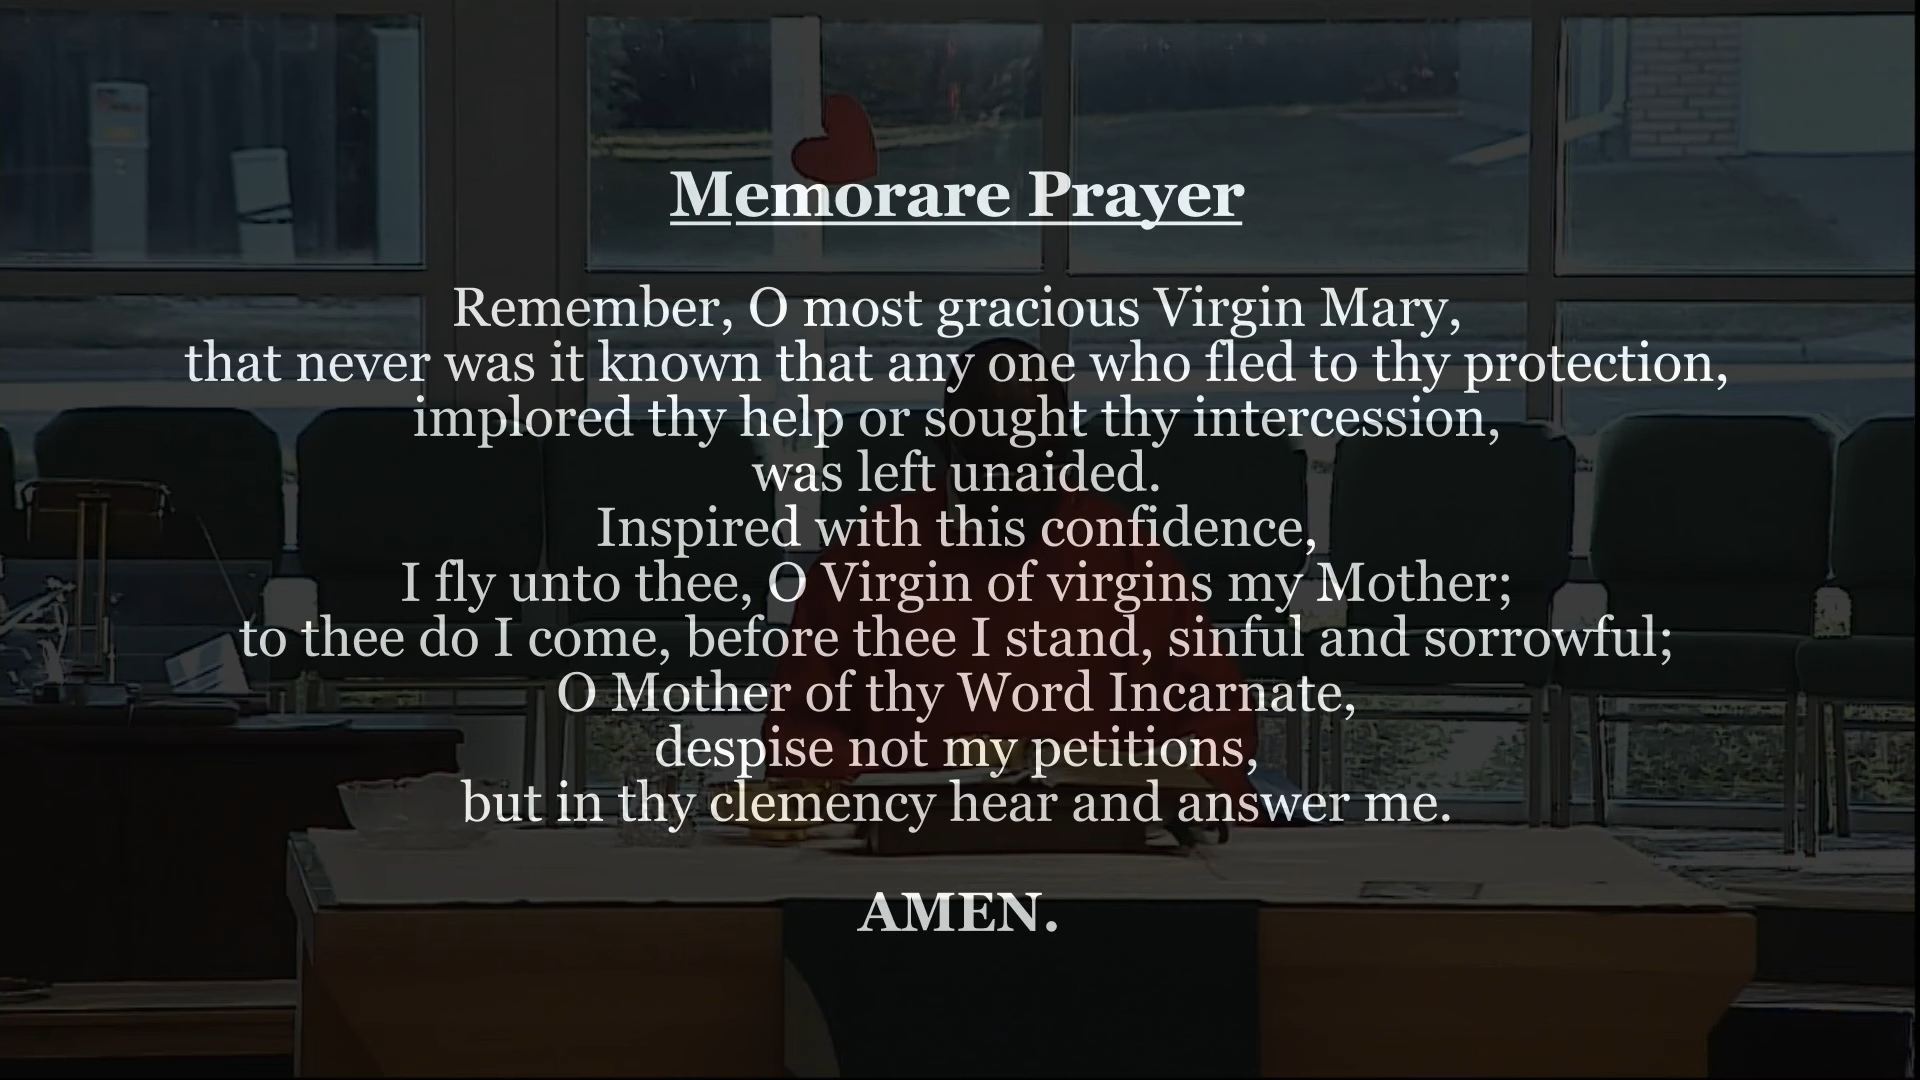 Memorare Prayer
Remember, O most gracious Virgin Mary,
that never was it known that any one who fled to thy protection,
implored thy help or sought thy intercession,
was left unaided.
Inspired with this confidence,
I fly unto thee, O Virgin of virgins my Mother;
to thee do I come, before thee I stand, sinful and sorrowful;
O Mother of thy Word Incarnate,
despise not my petitions,
but in thy clemency hear and answer me.
AMEN.